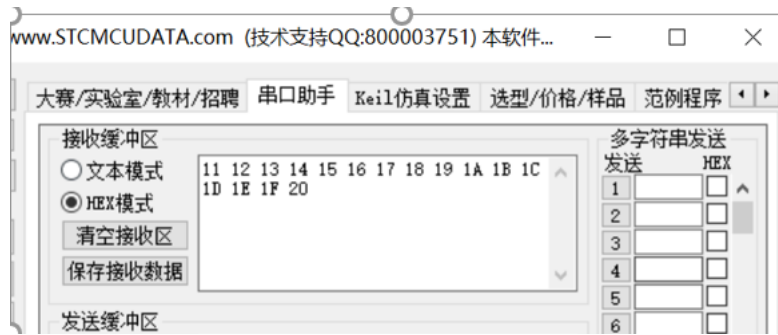 www.STCMCUDATA.com (技术支持QQ:800003751) 本软件...
大赛/实验室/教材/招聘 串口助手 Keil仿真设置 选型/价格/样品 范例程序
接收缓冲区
文本模式
HEX模式
清空接收区
保存接收数据
11 12 13 14 15 16 17 18 19 1A 1B 1C
1D 1E 1F 20
多字符串发送
发送 HEX
1
2
3
4
5
6
发送缓冲区